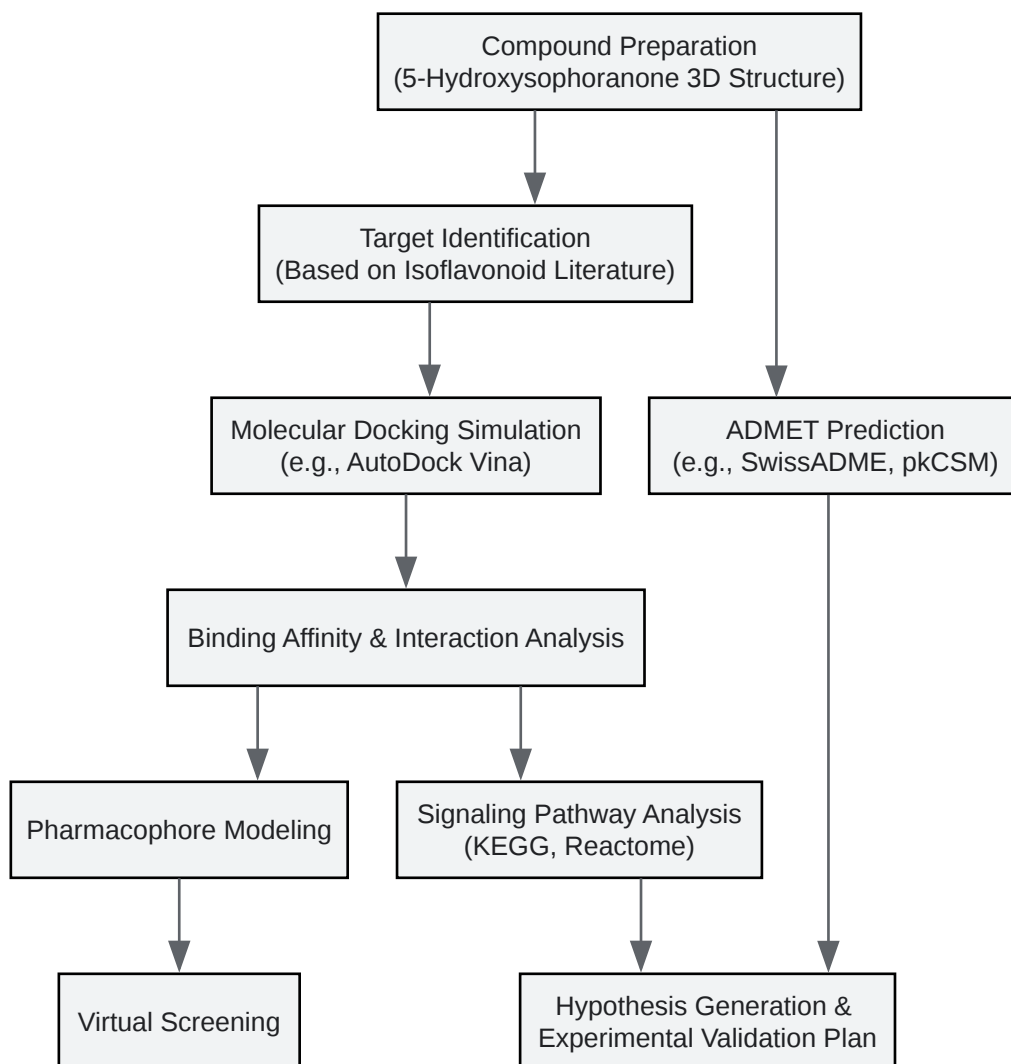 Compound Preparation
(5-Hydroxysophoranone 3D Structure)
Target Identification
(Based on Isoflavonoid Literature)
Molecular Docking Simulation
(e.g., AutoDock Vina)
ADMET Prediction
(e.g., SwissADME, pkCSM)
Binding Affinity & Interaction Analysis
Pharmacophore Modeling
Signaling Pathway Analysis
(KEGG, Reactome)
Virtual Screening
Hypothesis Generation &
Experimental Validation Plan